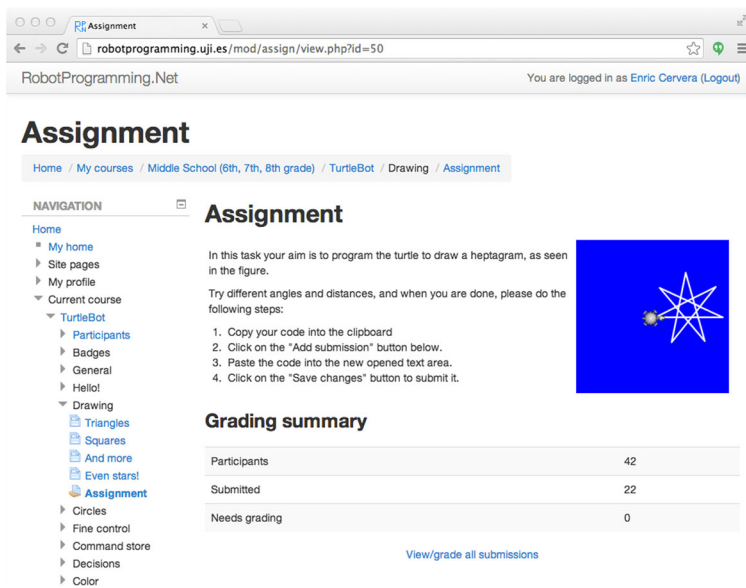 Assignment
robotprogramming.uji.es/mod/assign/view.php?id=50
RobotProgramming.Net
You are logged in as Enric Cervera (Logout)
Assignment
Home / My courses / Middle School (6th, 7th, 8th grade) / TurtleBot / Drawing / Assignment
NAVIGATION
Home
My home
Site pages
My profile
Current course
TurtleBot
Participants
Badges
General
Hello!
Drawing
Triangles
Squares
And more
Even stars!
Assignment
Circles
Fine control
Command store
Decisions
Color
Assignment
In this task your aim is to program the turtle to draw a heptagram, as seen
in the figure.
Try different angles and distances, and when you are done, please do the
following steps:
1. Copy your code into the clipboard
2. Click on the "Add submission" button below.
3. Paste the code into the new opened text area.
4. Click on the "Save changes" button to submit it.
Grading summary
Participants 42
Submitted 22
Needs grading 0
View/grade all submissions